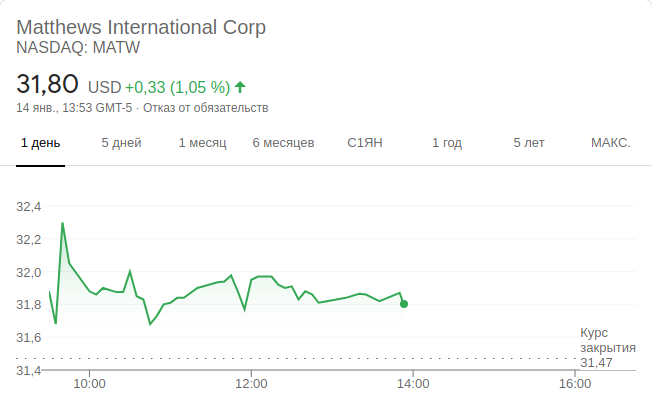 Matthews International Corp
NASDAQ: MATW
31,80 USD +0,33 (1,05 %)
14 янв., 13:53 GMT-5 · Отказ от обязательств
1 день 5 дней 1 месяц 6 месяцев С1ЯН 1 год 5 лет МАКС.
32,4
32,2
32,0
31,8
31,6
31,4
Курс
закрытия
31,47
10:00 12:00 14:00 16:00